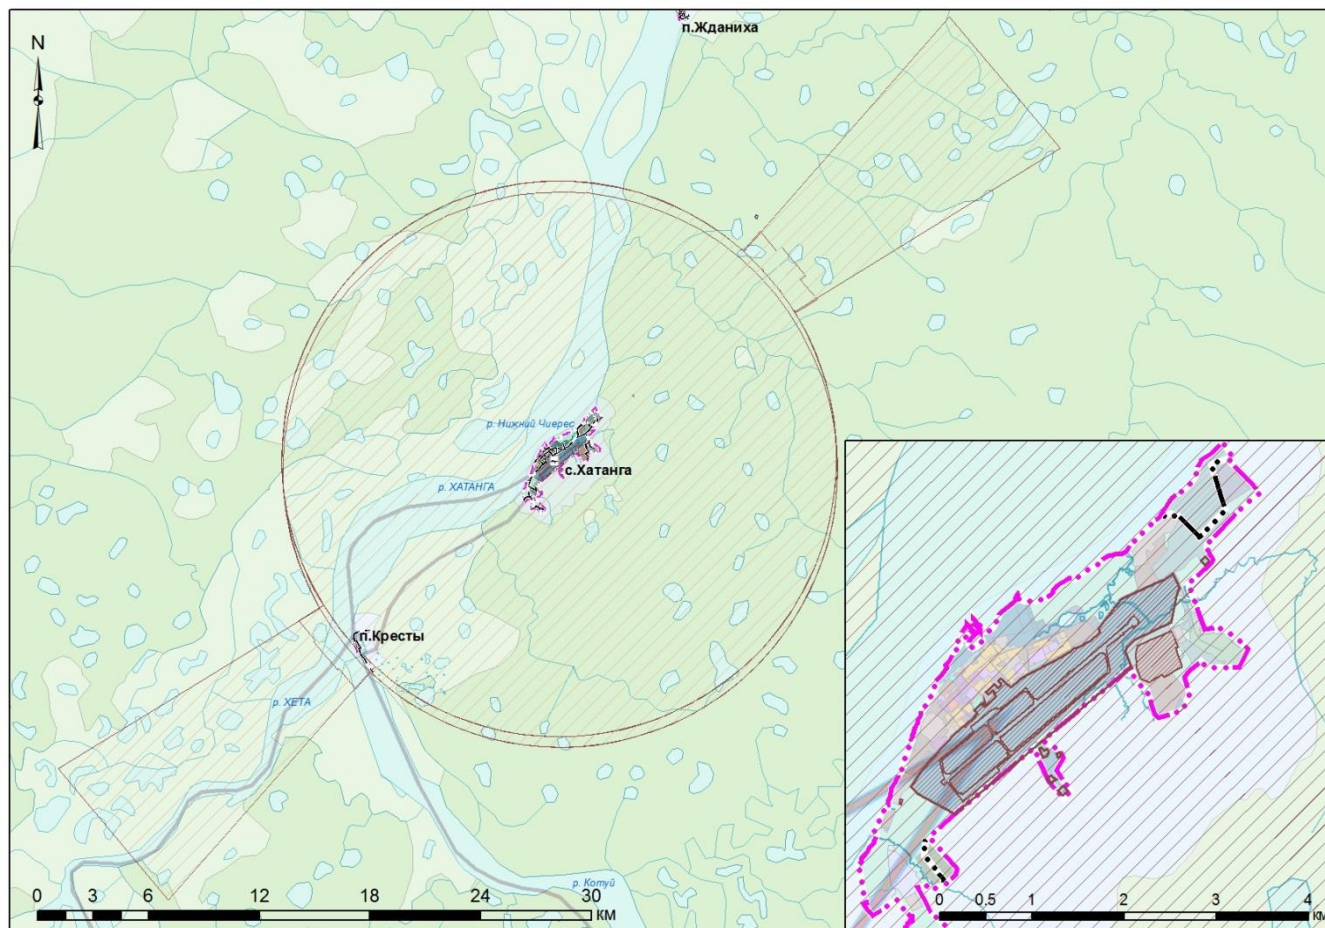 п.Жданиха
N
р. Нижний Чиерес
с.Хатанга
р. ХАТАНГА
п.Кресты
р. ХЕТА
р. Котуй
0 3 6 12 18 24 30
КМ
0 0,5 1 2 3 4
КМ